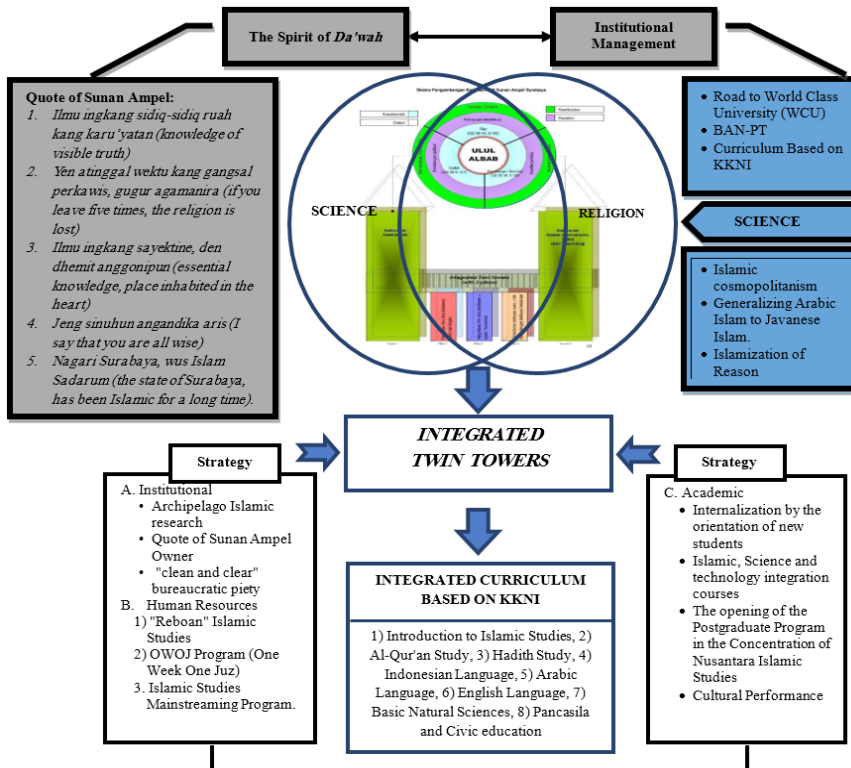 The Spirit of Da'wah
Institutional
Management
Quote of Sunan Ampel:
1. Ilmu ingkang sidiq-sidiq ruah
kang karu'yatan (knowledge of
visible truth)
2. Yen atinggal wektu kang gangsal
perkawis, gugur agamanira (if you
leave five times, the religion is
lost)
3. Ilmu ingkang sayektine, den
dhemit anggonipun (essential
knowledge, place inhabited in the
heart)
4. Jeng sinuhun angandika aris (I
say that you are all wise)
5. Nagari Surabaya, wus Islam
Sadarum (the state of Surabaya,
has been Islamic for a long time).
Sunan Ampel Surabaya
ULUL
ALBAB
SCIENCE
RELIGION
Integrated Twin Towers
• Road to World Class
University (WCU)
• BAN-PT
• Curriculum Based on
KKNI
SCIENCE
• Islamic
cosmopolitanism
• Generalizing Arabic
Islam to Javanese
Islam.
• Islamization of
Reason
INTEGRATED
TWIN TOWERS
Strategy
A. Institutional
• Archipelago Islamic
research
• Quote of Sunan Ampel
Owner
• "clean and clear"
bureaucratic piety
B. Human Resources
1) "Reboan" Islamic
Studies
2) OWOJ Program (One
Week One Juz)
3. Islamic Studies
Mainstreaming Program.
INTEGRATED CURRICULUM
BASED ON KKNI
1) Introduction to Islamic Studies, 2)
Al-Qur'an Study, 3) Hadith Study, 4)
Indonesian Language, 5) Arabic
Language, 6) English Language, 7)
Basic Natural Sciences, 8) Pancasila
and Civic education
Strategy
C. Academic
• Internalization by the
orientation of new
students
• Islamic, Science and
technology integration
courses
• The opening of the
Postgraduate Program
in the Concentration of
Nusantara Islamic
Studies
• Cultural Performance